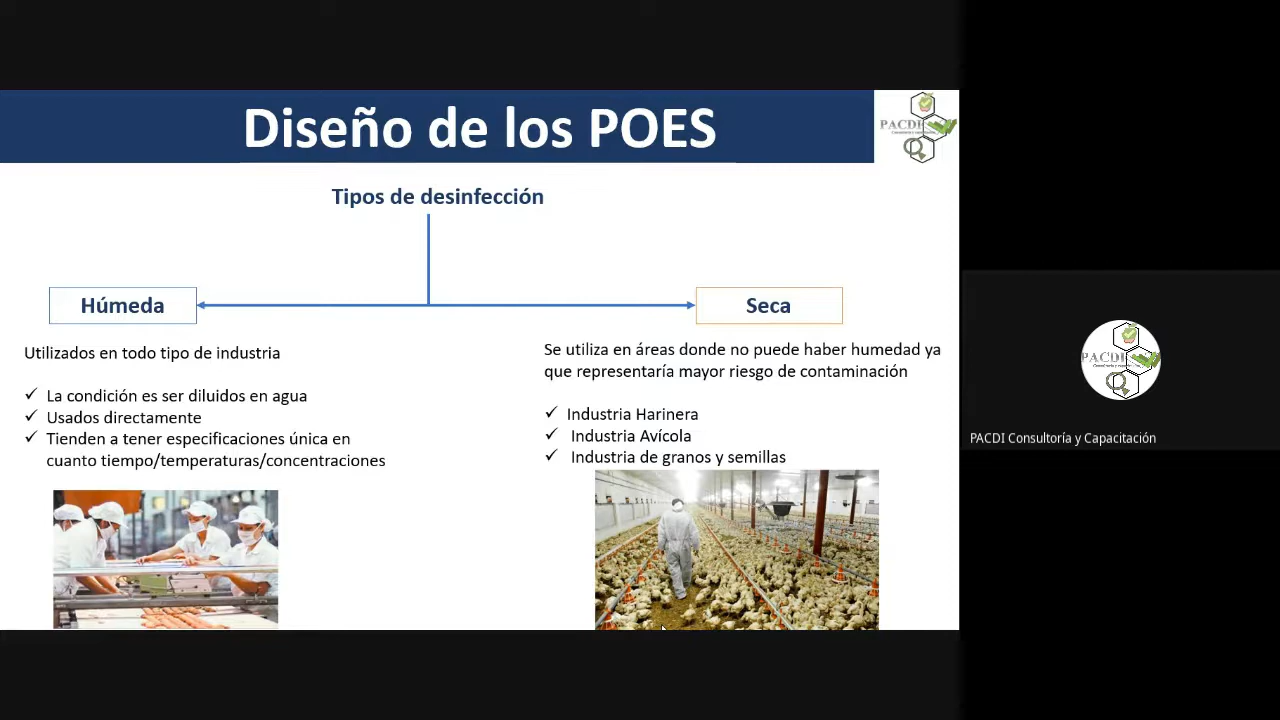 Diseño de los POES
PACDI
Tipos de desinfección
Húmeda
Seca
Utilizados en todo tipo de industria
✓ La condición es ser diluidos en agua
✓ Usados directamente
✓ Tienden a tener especificaciones única en
cuanto tiempo/temperaturas/concentraciones
Se utiliza en áreas donde no puede haber humedad ya
que representaría mayor riesgo de contaminación
✓ Industria Harinera
✓ Industria Avícola
✓ Industria de granos y semillas
PACDI
PACDI Consultoría y Capacitación